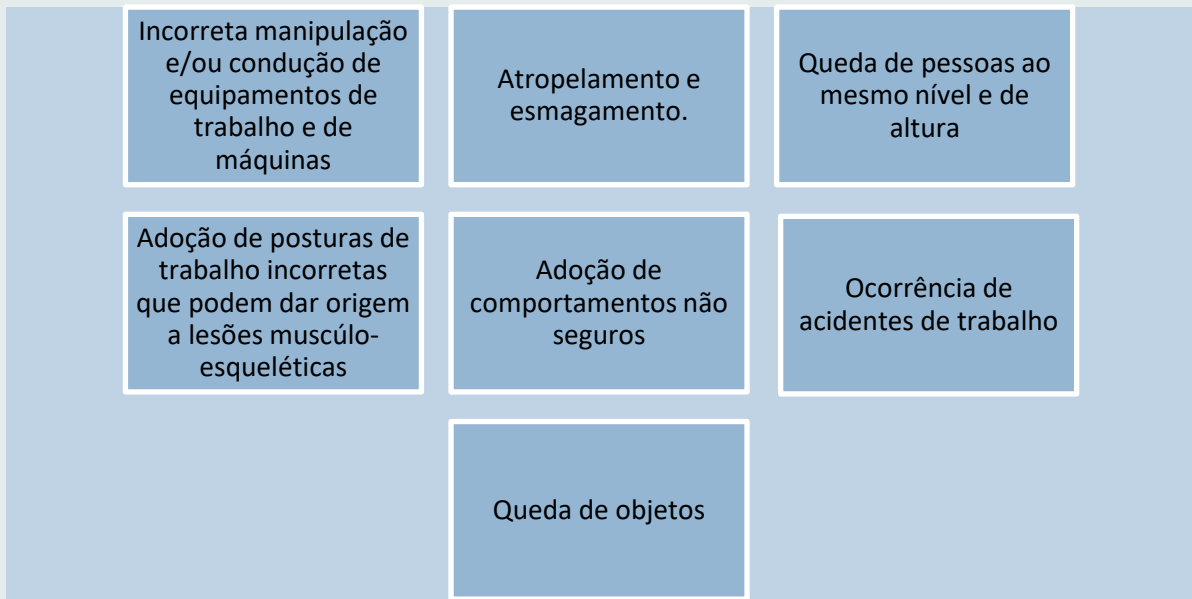 Incorreta manipulação
e/ou condução de
equipamentos de
trabalho e de
máquinas
Atropelamento e
esmagamento.
Queda de pessoas ao
mesmo nível e de
altura
Adoção de posturas de
trabalho incorretas
que podem dar origem
a lesões muscúlo-
esqueléticas
Adoção de
comportamentos não
seguros
Ocorrência de
acidentes de trabalho
Queda de objetos